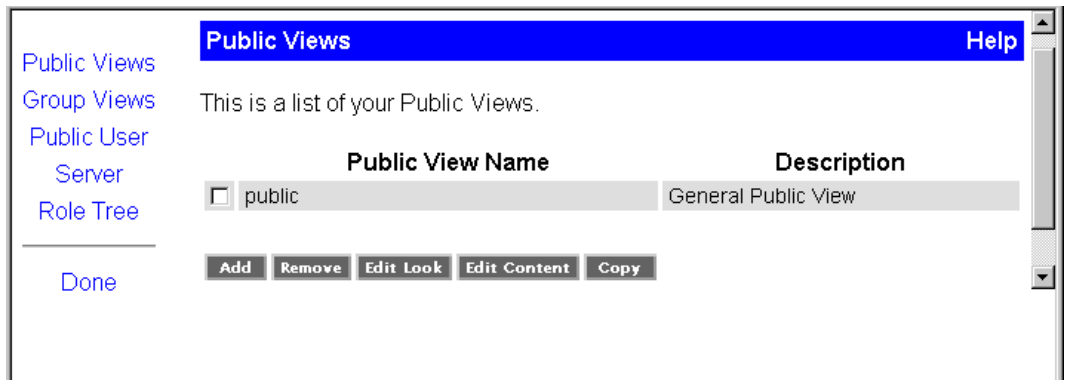 Public Views
Group Views
Public User
Server
Role Tree
Done
Public Views Help
This is a list of your Public Views.
Public View Name Description
public General Public View
Add Remove Edit Look Edit Content Copy